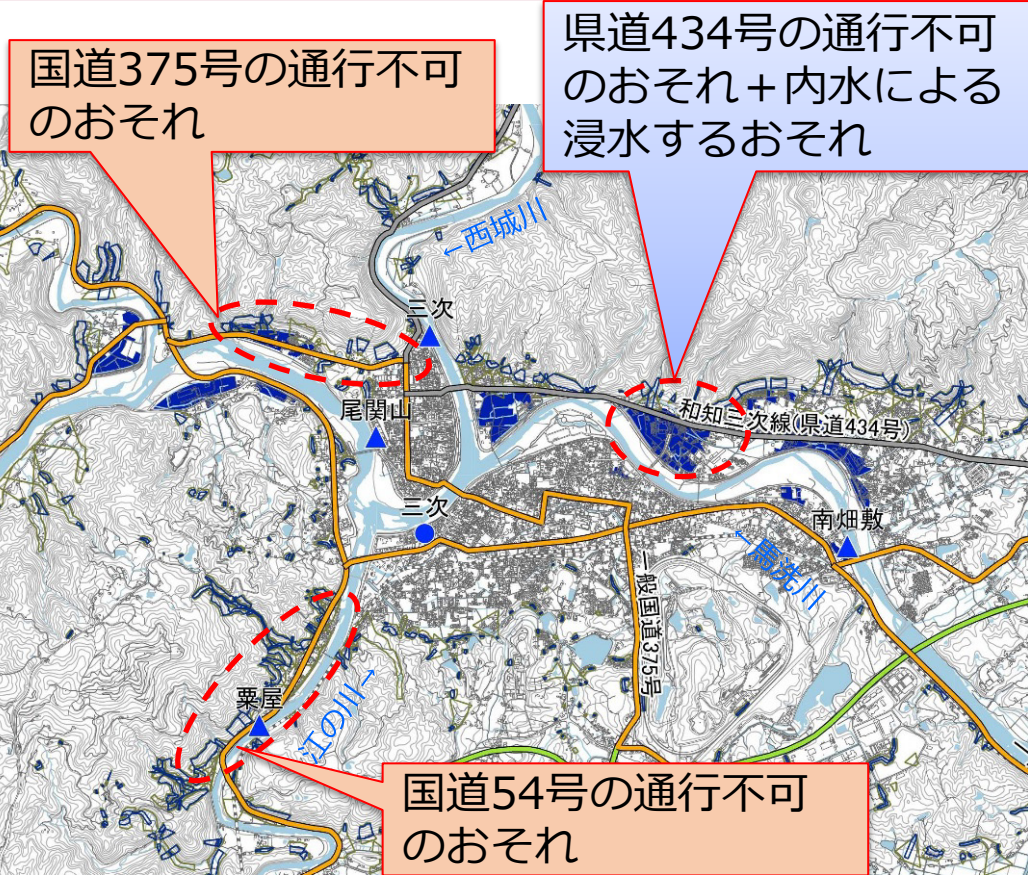 国道375号の通行不可
のおそれ
県道434号の通行不可
のおそれ＋内水による
浸水するおそれ
←西城川
三次
尾関山
和知三次線(県道434号)
三次
南畑敷
←馬洗川
一般国道375号
粟屋
江の川→
国道54号の通行不可
のおそれ